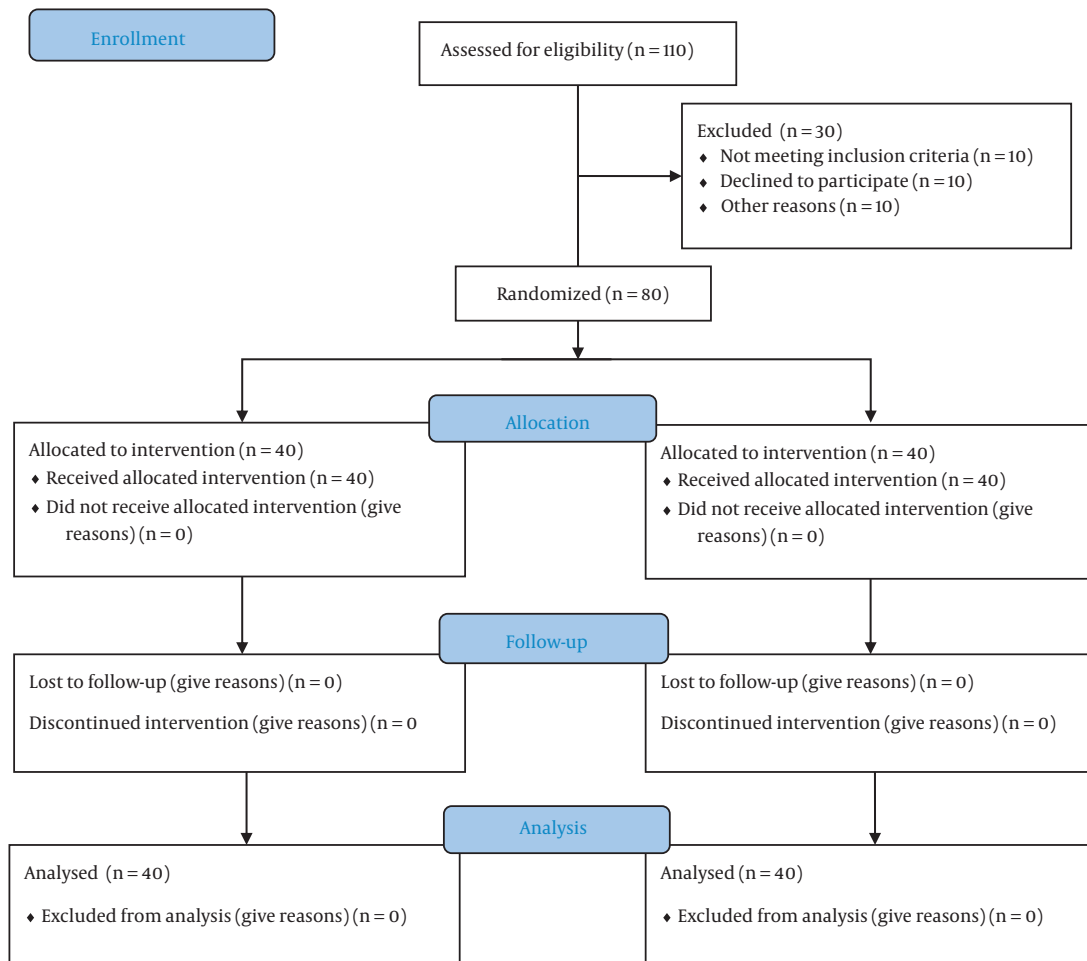 Enrollment
Assessed for eligibility (n = 110)
Excluded (n = 30)
♦ Not meeting inclusion criteria (n = 10)
♦ Declined to participate (n = 10)
♦ Other reasons (n = 10)
Randomized (n = 80)
Allocation
Allocated to intervention (n = 40)
♦ Received allocated intervention (n = 40)
♦ Did not receive allocated intervention (give
reasons) (n = 0)
Allocated to intervention (n = 40)
♦ Received allocated intervention (n = 40)
♦ Did not receive allocated intervention (give
reasons) (n = 0)
Follow-up
Lost to follow-up (give reasons) (n = 0)
Discontinued intervention (give reasons) (n = 0
Lost to follow-up (give reasons) (n = 0)
Discontinued intervention (give reasons) (n = 0)
Analysis
Analysed (n = 40)
♦ Excluded from analysis (give reasons) (n = 0)
Analysed (n = 40)
♦ Excluded from analysis (give reasons) (n = 0)